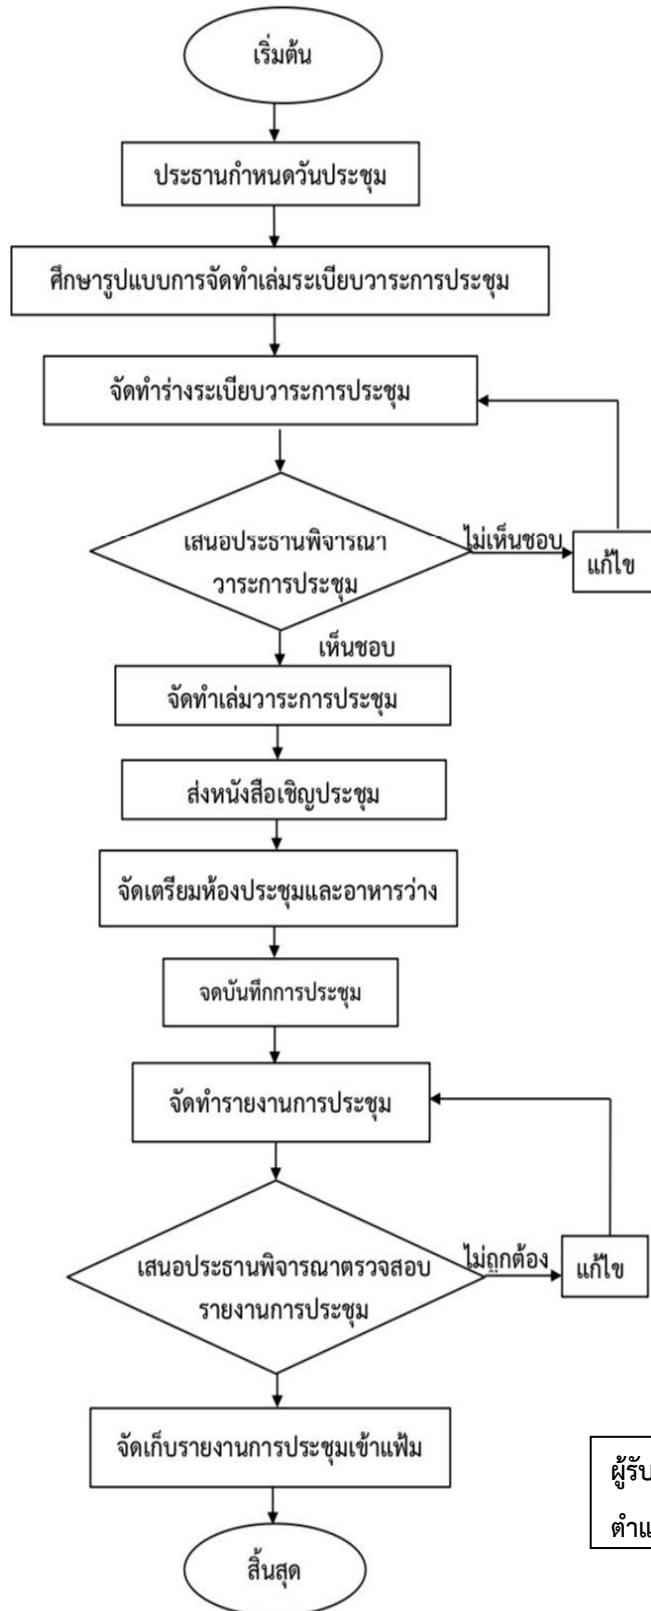 เริ่มต้น
ประธานกำหนดวันประชุม
ศึกษารูปแบบการจัดทำเล่มระเบียบวาระการประชุม
จัดทำร่างระเบียบวาระการประชุม
เสนอประธานพิจารณา
วาระการประชุม
ไม่เห็นชอบ
แก้ไข
เห็นชอบ
จัดทำเล่มวาระการประชุม
ส่งหนังสือเชิญประชุม
จัดเตรียมห้องประชุมและอาหารว่าง
จดบันทึกการประชุม
จัดทำรายงานการประชุม
เสนอประธานพิจารณาตรวจสอบ
รายงานการประชุม
ไม่ถูกต้อง
แก้ไข
จัดเก็บรายงานการประชุมเข้าแฟ้ม
ผู้รับ
ตำแ
สิ้นสุด